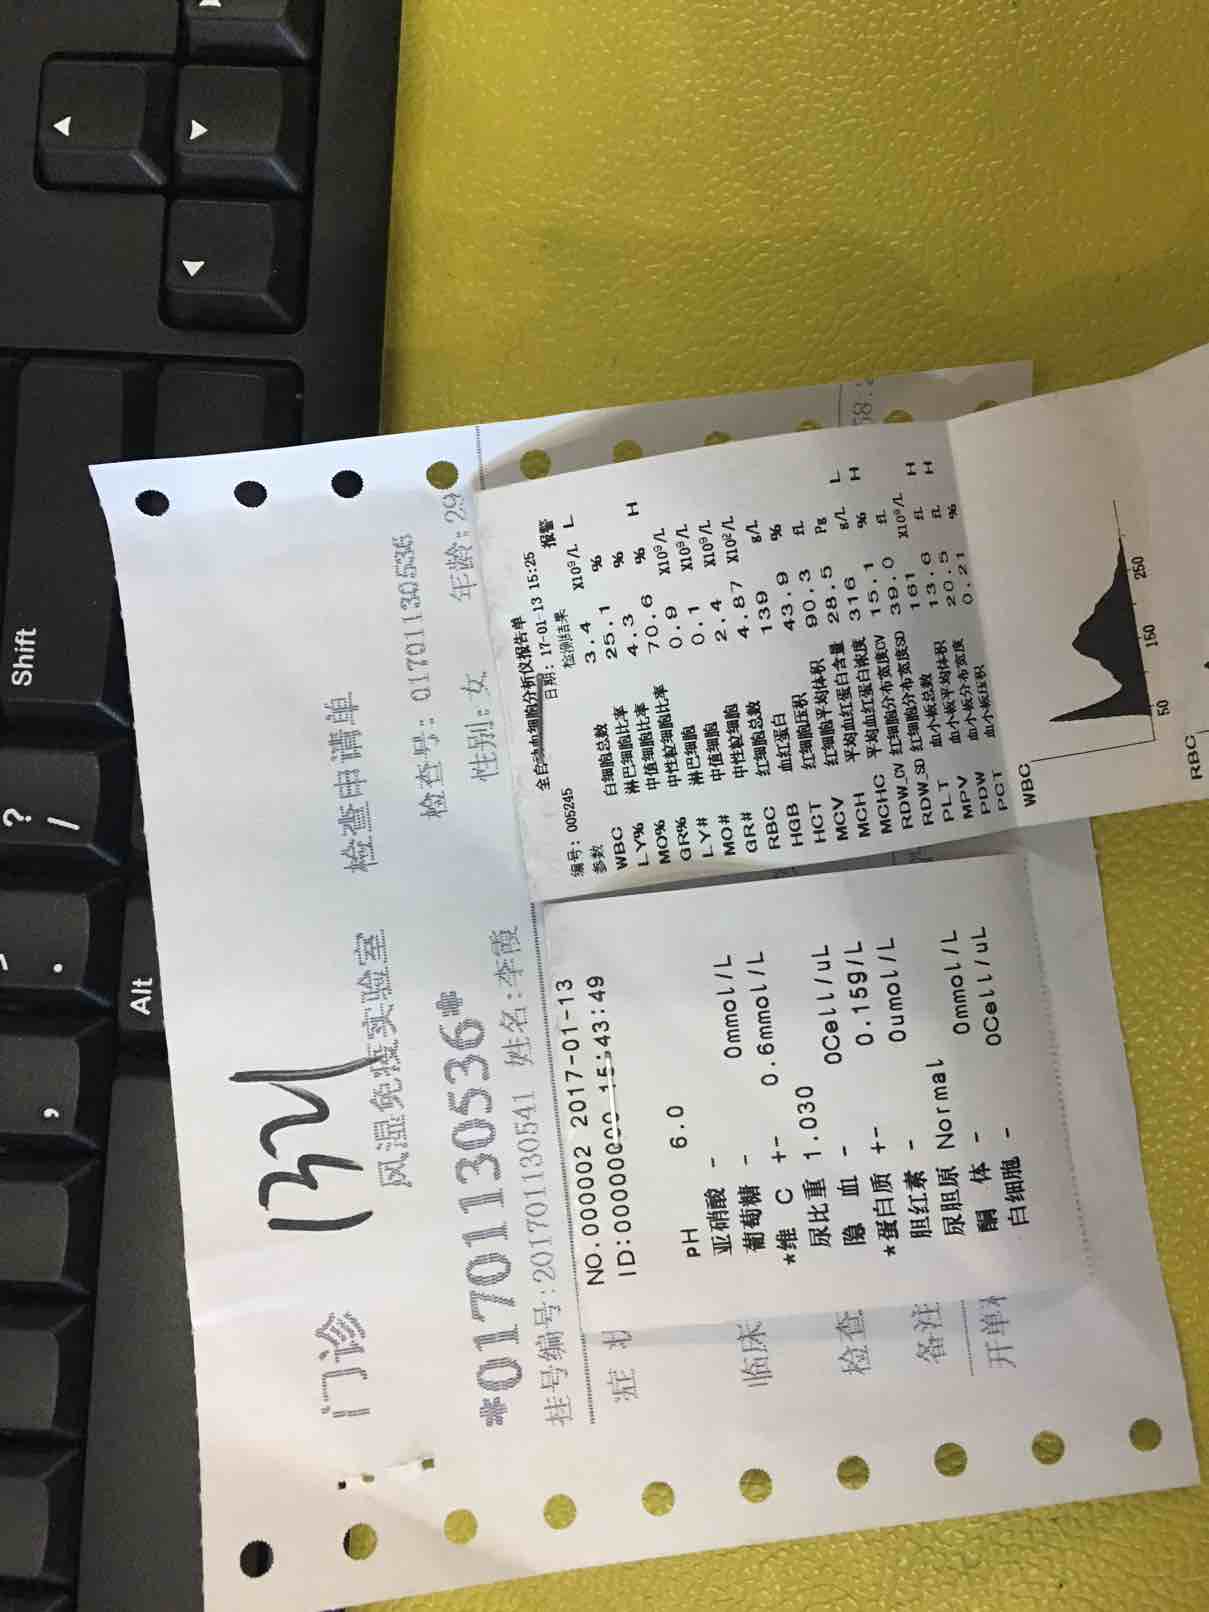 Shift
?
/
.
Alt
,
门诊 132
风湿免疫实验室 检查申请单
检查号: 01701130536
*01701130536*
挂号编号:201701130541 姓名:李霞 性别:女 年龄:29
症 状
临床
检查
备注
开单
NO.000002 2017-01-13
15:43:49
pH 6.0
亚硝酸 - 0mmol/L
葡萄糖 - 0.6mmol/L
*维 C +-
尿比重 1.030
隐 血 - 0Cell/uL
*蛋白质 +- 0.15g/L
胆红素 - 0umol/L
尿胆原 Normal
酮 体 - 0mmol/L
白细胞 - 0Cell/uL
全自动血细胞分析仪报告单
编号: 005245 日期: 17-01-13 15:25
参数 检测结果 报警
WBC 白细胞总数 3.4 X10⁹/L L
LY% 淋巴细胞比率 25.1 %
MO% 中值细胞比率 4.3 %
GR% 中性粒细胞比率 70.6 % H
LY# 淋巴细胞 0.9 X10⁹/L
MO# 中值细胞 0.1 X10⁹/L
GR# 中性粒细胞 2.4 X10⁹/L
RBC 红细胞总数 4.87 X10¹²/L
HGB 血红蛋白 139 g/L
HCT 红细胞压积 43.9 %
MCV 红细胞平均体积 90.3 fL
MCH 平均血红蛋白含量 28.5 Pg
MCHC 平均血红蛋白浓度 316 g/L L
RDW_CV 红细胞分布宽度CV 15.1 % H
RDW_SD 红细胞分布宽度SD 39.0 fL
PLT 血小板总数 161 X10⁹/L
MPV 血小板平均体积 13.6 fL H
PDW 血小板分布宽度 20.5 fL H
PCT 血小板压积 0.21 %
WBC
50 150 250
RBC